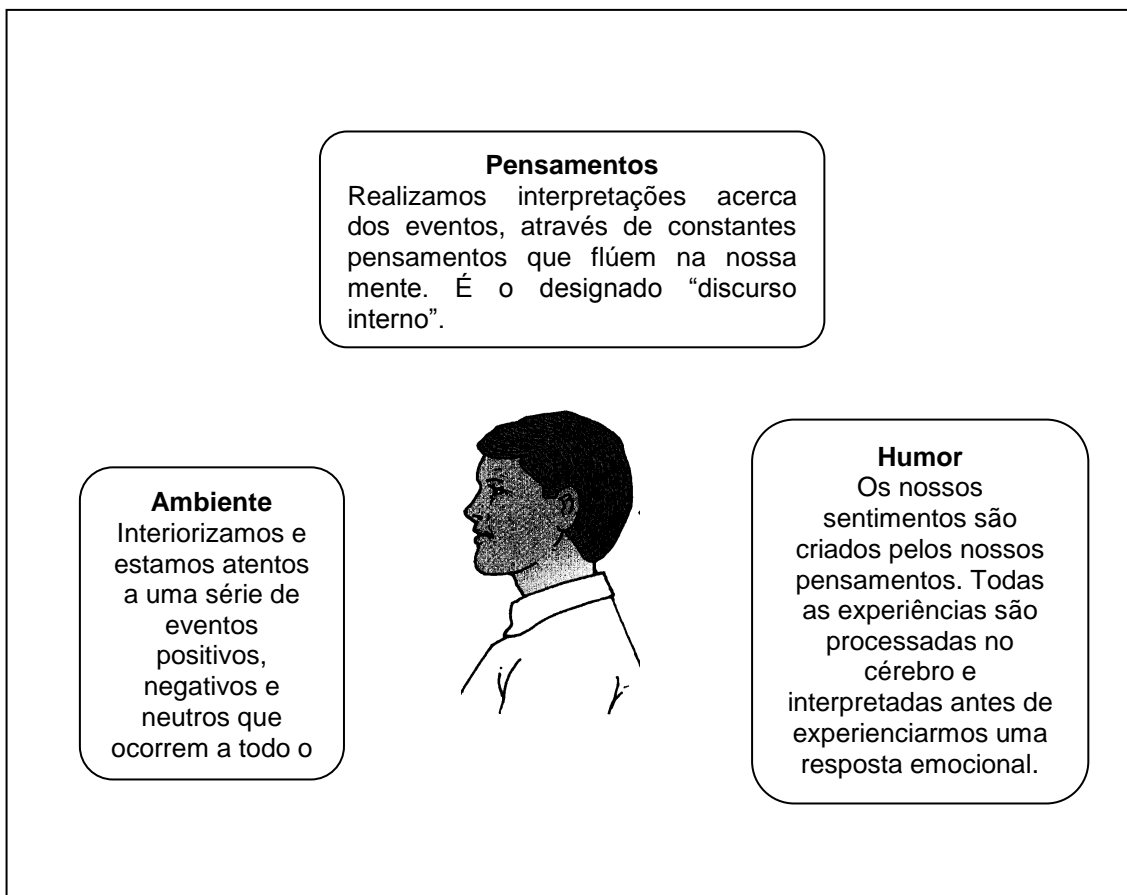 Pensamentos
Realizamos interpretações acerca
dos eventos, através de constantes
pensamentos que flúem na nossa
mente. É o designado “discurso
interno”.
Ambiente
Interiorizamos e
estamos atentos
a uma série de
eventos
positivos,
negativos e
neutros que
ocorrem a todo o
Humor
Os nossos
sentimentos são
criados pelos nossos
pensamentos. Todas
as experiências são
processadas no
cérebro e
interpretadas antes de
experienciarmos uma
resposta emocional.